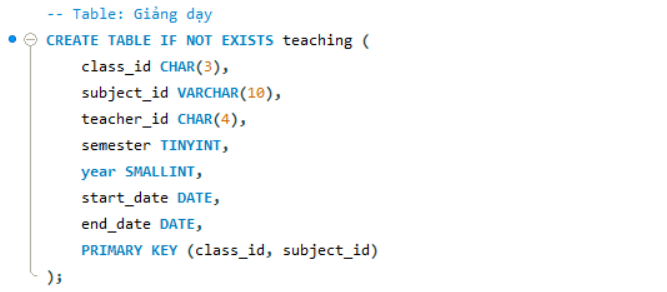 -- Table: Giảng dạy
CREATE TABLE IF NOT EXISTS teaching (
class_id CHAR(3),
subject_id VARCHAR(10),
teacher_id CHAR(4),
semester TINYINT,
year SMALLINT,
start_date DATE,
end_date DATE,
PRIMARY KEY (class_id, subject_id)
);